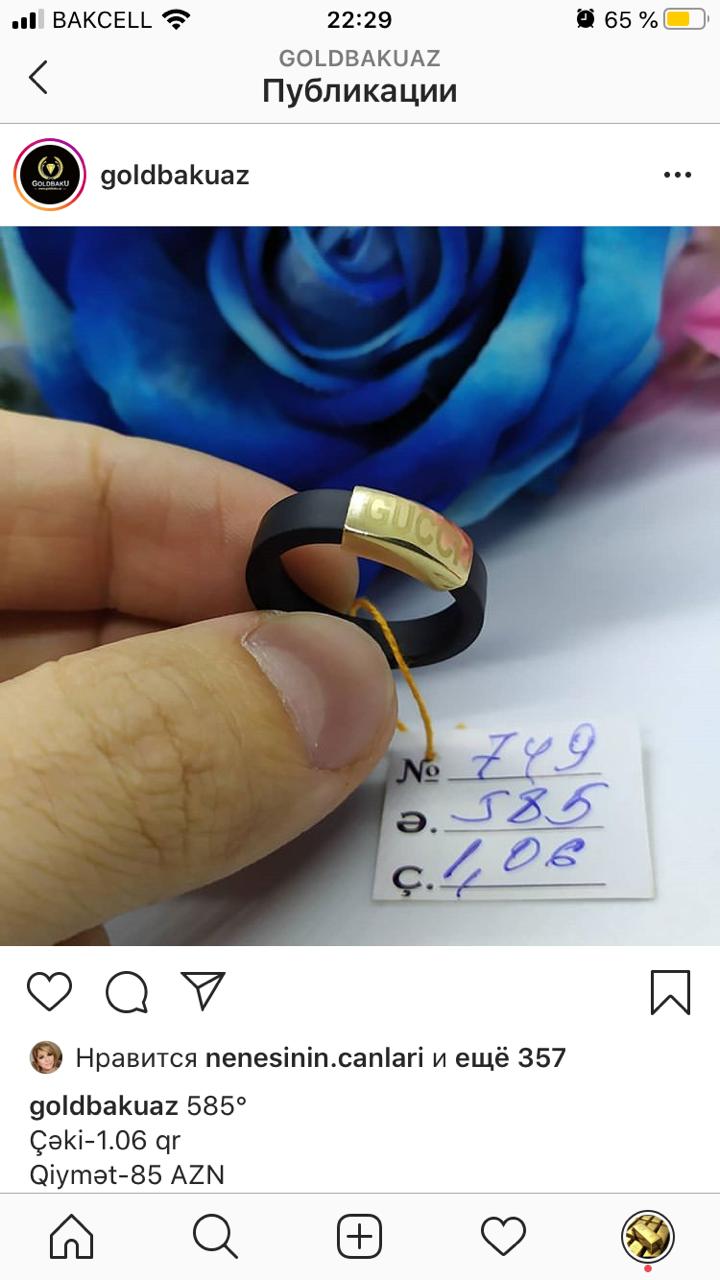 BAKCELL 22:29 65 %
GOLDBAKUAZ
Публикации
GOLDBAKU
goldbakuaz
GUCCI
№ 749
Ə. 585
Ç. 1,06
Нравится nenesinin.canlari и ещё 357
goldbakuaz 585°
Çəki-1.06 qr
Qiymət-85 AZN